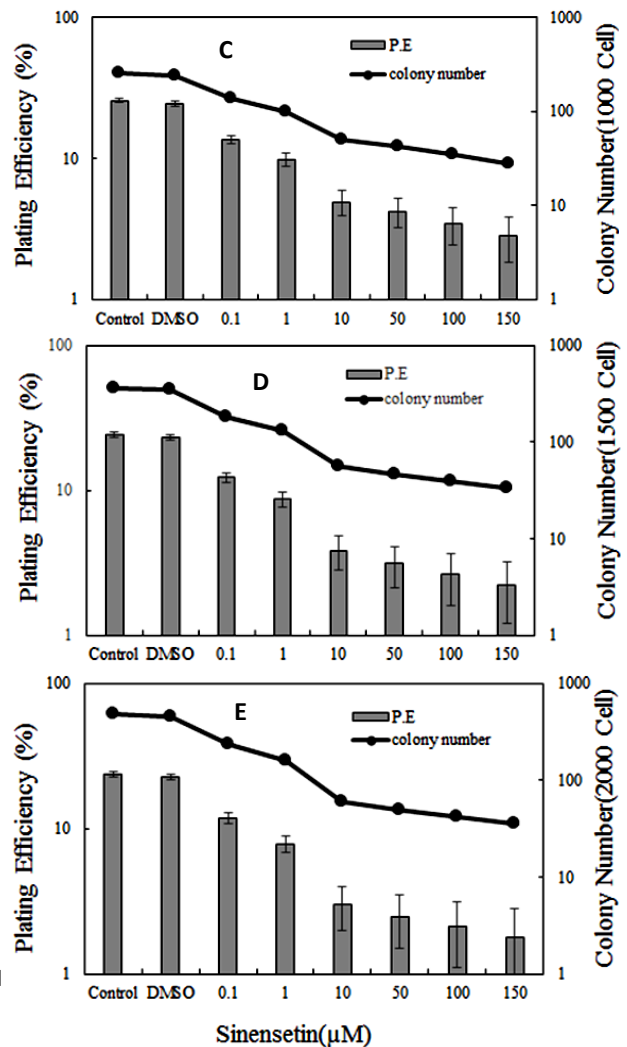 C
P.E
colony number
Plating Efficiency (%)
100
10
1
Colony Number(1000 Cell)
1000
100
10
1
Control DMSO 0.1 1 10 50 100 150
D
P.E
colony number
Plating Efficiency (%)
100
10
1
Colony Number(1500 Cell)
1000
100
10
1
Control DMSO 0.1 1 10 50 100 150
E
P.E
colony number
Plating Efficiency (%)
100
10
1
Colony Number(2000 Cell)
1000
100
10
1
Control DMSO 0.1 1 10 50 100 150
Sinensetin(µM)